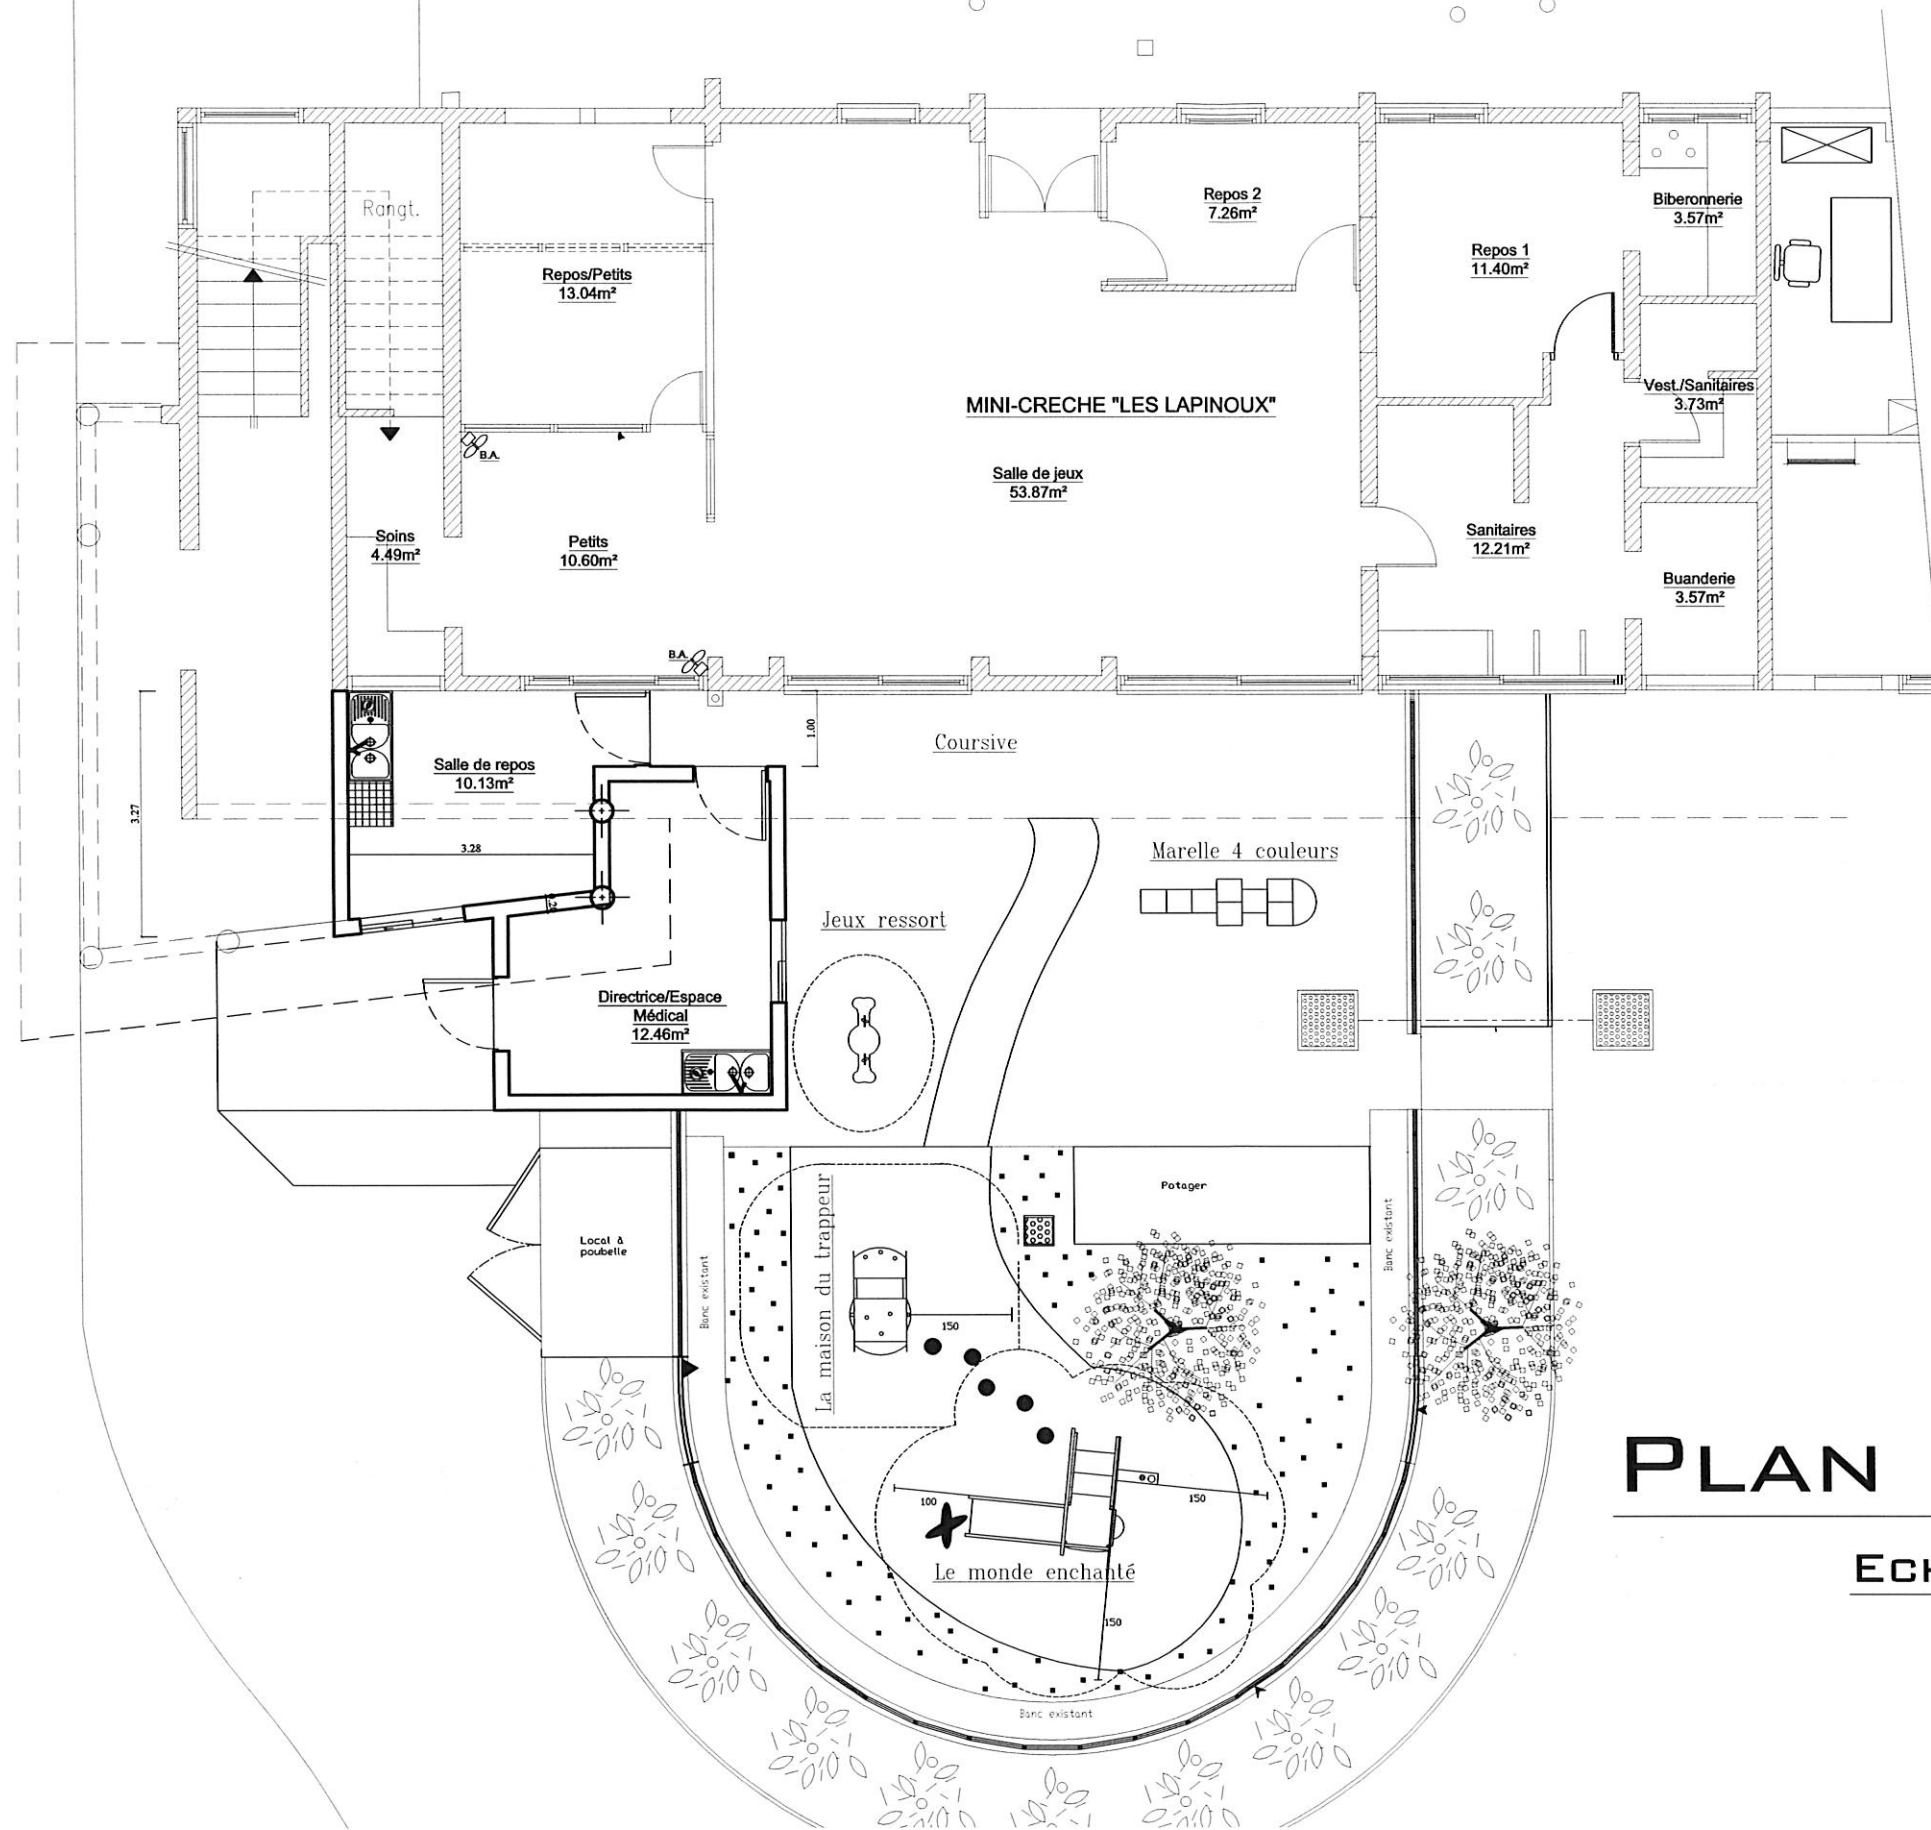 Rangt.
Repos 2
7.26m²
Biberonnerie
3.57m²
Repos 1
11.40m²
Repos/Petits
13.04m²
MINI-CRECHE "LES LAPINOUX"
Vest./Sanitaires
3.73m²
B.A.
Salle de jeux
53.87m²
Soins
4.49m²
Petits
10.60m²
Sanitaires
12.21m²
Buanderie
3.57m²
B.A.
1.00
Coursive
Salle de repos
10.13m²
3.27
3.28
Marelle 4 couleurs
0.20
Jeux ressort
Directrice/Espace
Médical
12.46m²
Potager
La maison du trappeur
Local à
poubelle
Banc existant
Banc existant
150
PLAN
100
150
Le monde enchanté
ECH
150
Banc existant